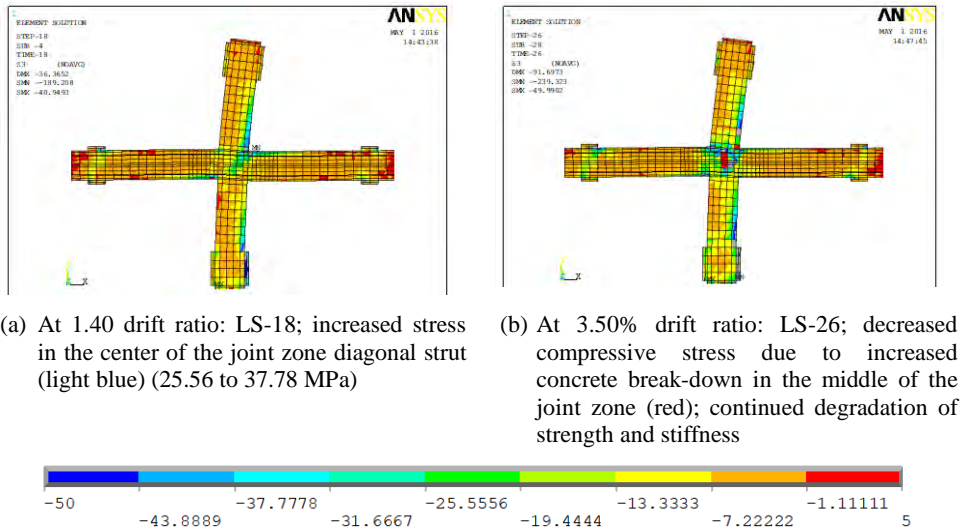 1
ELEMENT SOLUTION
STEP=18
SUB =4
TIME=18
S3 (NOAVG)
DMX =36.3652
SMN =-189.208
SMX =40.9493
ANSYS
MAY 1 2016
14:43:38
MN
X
1
ELEMENT SOLUTION
STEP=26
SUB =28
TIME=26
S3 (NOAVG)
DMX =91.6973
SMN =-239.323
SMX =49.9902
ANSYS
MAY 1 2016
14:47:45
X
(a) At 1.40 drift ratio: LS-18; increased stress
in the center of the joint zone diagonal strut
(light blue) (25.56 to 37.78 MPa)
(b) At 3.50% drift ratio: LS-26; decreased
compressive stress due to increased
concrete break-down in the middle of the
joint zone (red); continued degradation of
strength and stiffness
-50 -37.7778 -25.5556 -13.3333 -1.11111
-43.8889 -31.6667 -19.4444 -7.22222 5